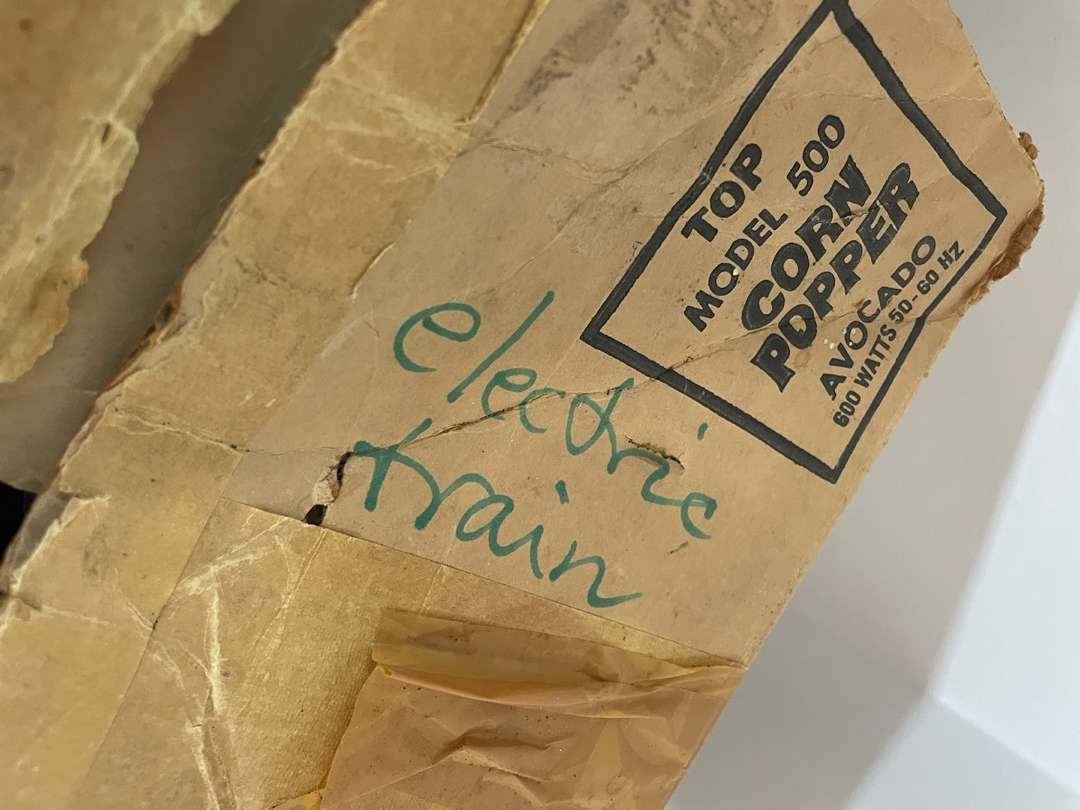 TOP
MODEL 500
CORN
POPPER
AVOCADO
600 WATTS 50-60 HZ
electric
train